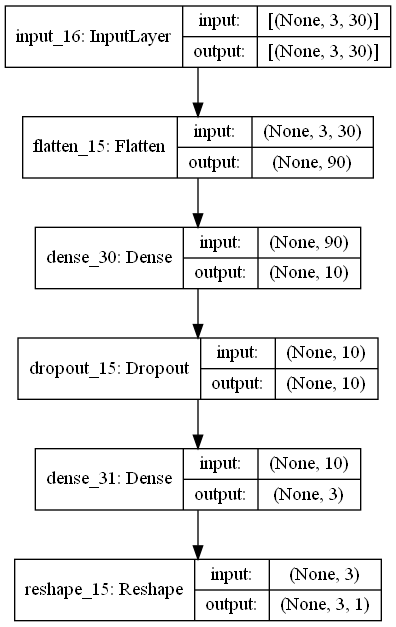 input_16: InputLayer
input: [(None, 3, 30)]
output: [(None, 3, 30)]
flatten_15: Flatten
input: (None, 3, 30)
output: (None, 90)
dense_30: Dense
input: (None, 90)
output: (None, 10)
dropout_15: Dropout
input: (None, 10)
output: (None, 10)
dense_31: Dense
input: (None, 10)
output: (None, 3)
reshape_15: Reshape
input: (None, 3)
output: (None, 3, 1)